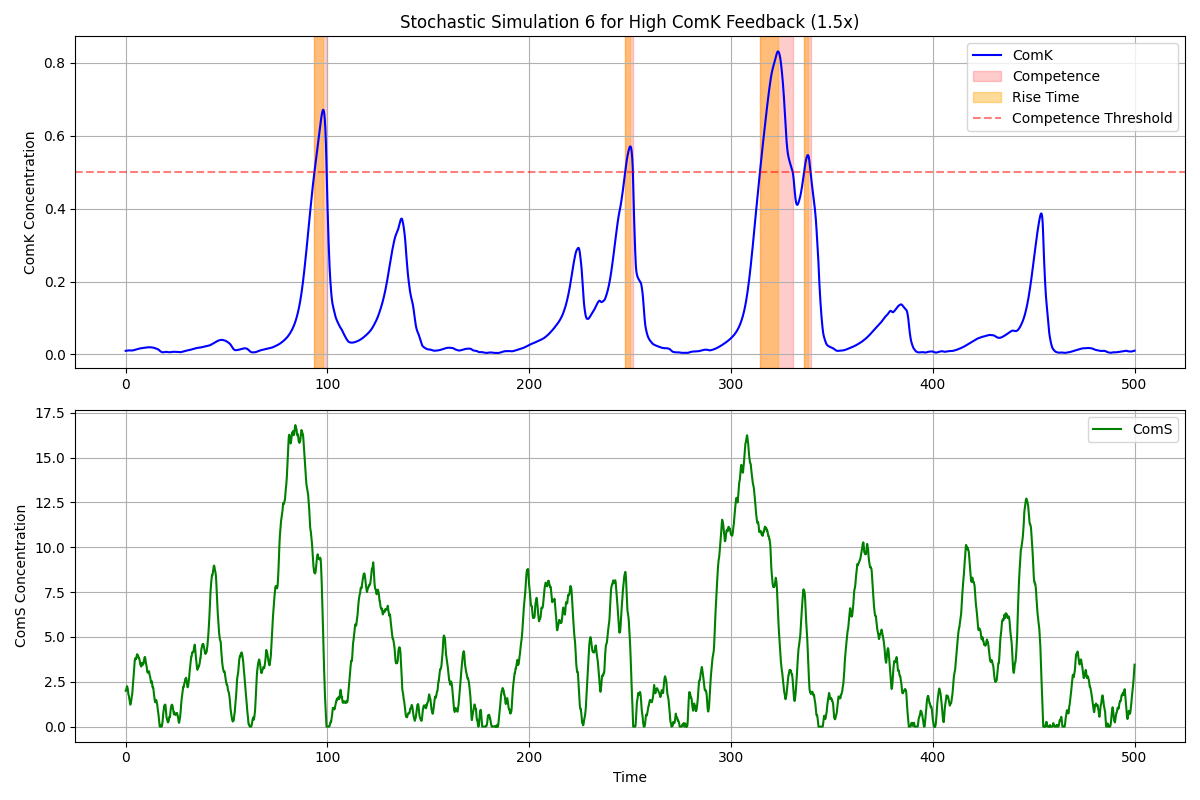 Stochastic Simulation 6 for High ComK Feedback (1.5x)
ComK Concentration
0.8
0.6
0.4
0.2
0.0
ComK
Competence
Rise Time
Competence Threshold
0 100 200 300 400 500
ComS Concentration
17.5
15.0
12.5
10.0
7.5
5.0
2.5
0.0
ComS
0 100 200 300 400 500
Time